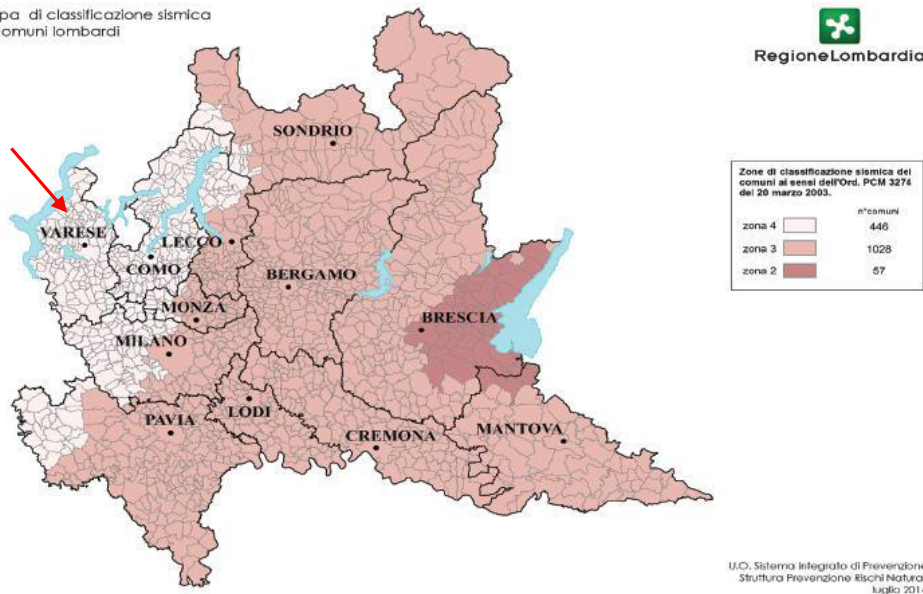 pa di classificazione sismica
omuni lombardi
RegioneLombardia
SONDRIO
Zone di classificazione sismica dei
comuni ai sensi dell'Ord. PCM 3274
del 20 marzo 2003.
n°comuni
zona 4 446
zona 3 1028
zona 2 57
VARESE
LECCO
COMO
BERGAMO
MONZA
BRESCIA
MILANO
LODI
PAVIA
CREMONA
MANTOVA
U.O. Sistema Integrato di Prevenzione
Struttura Prevenzione Rischi Natura
luglio 201